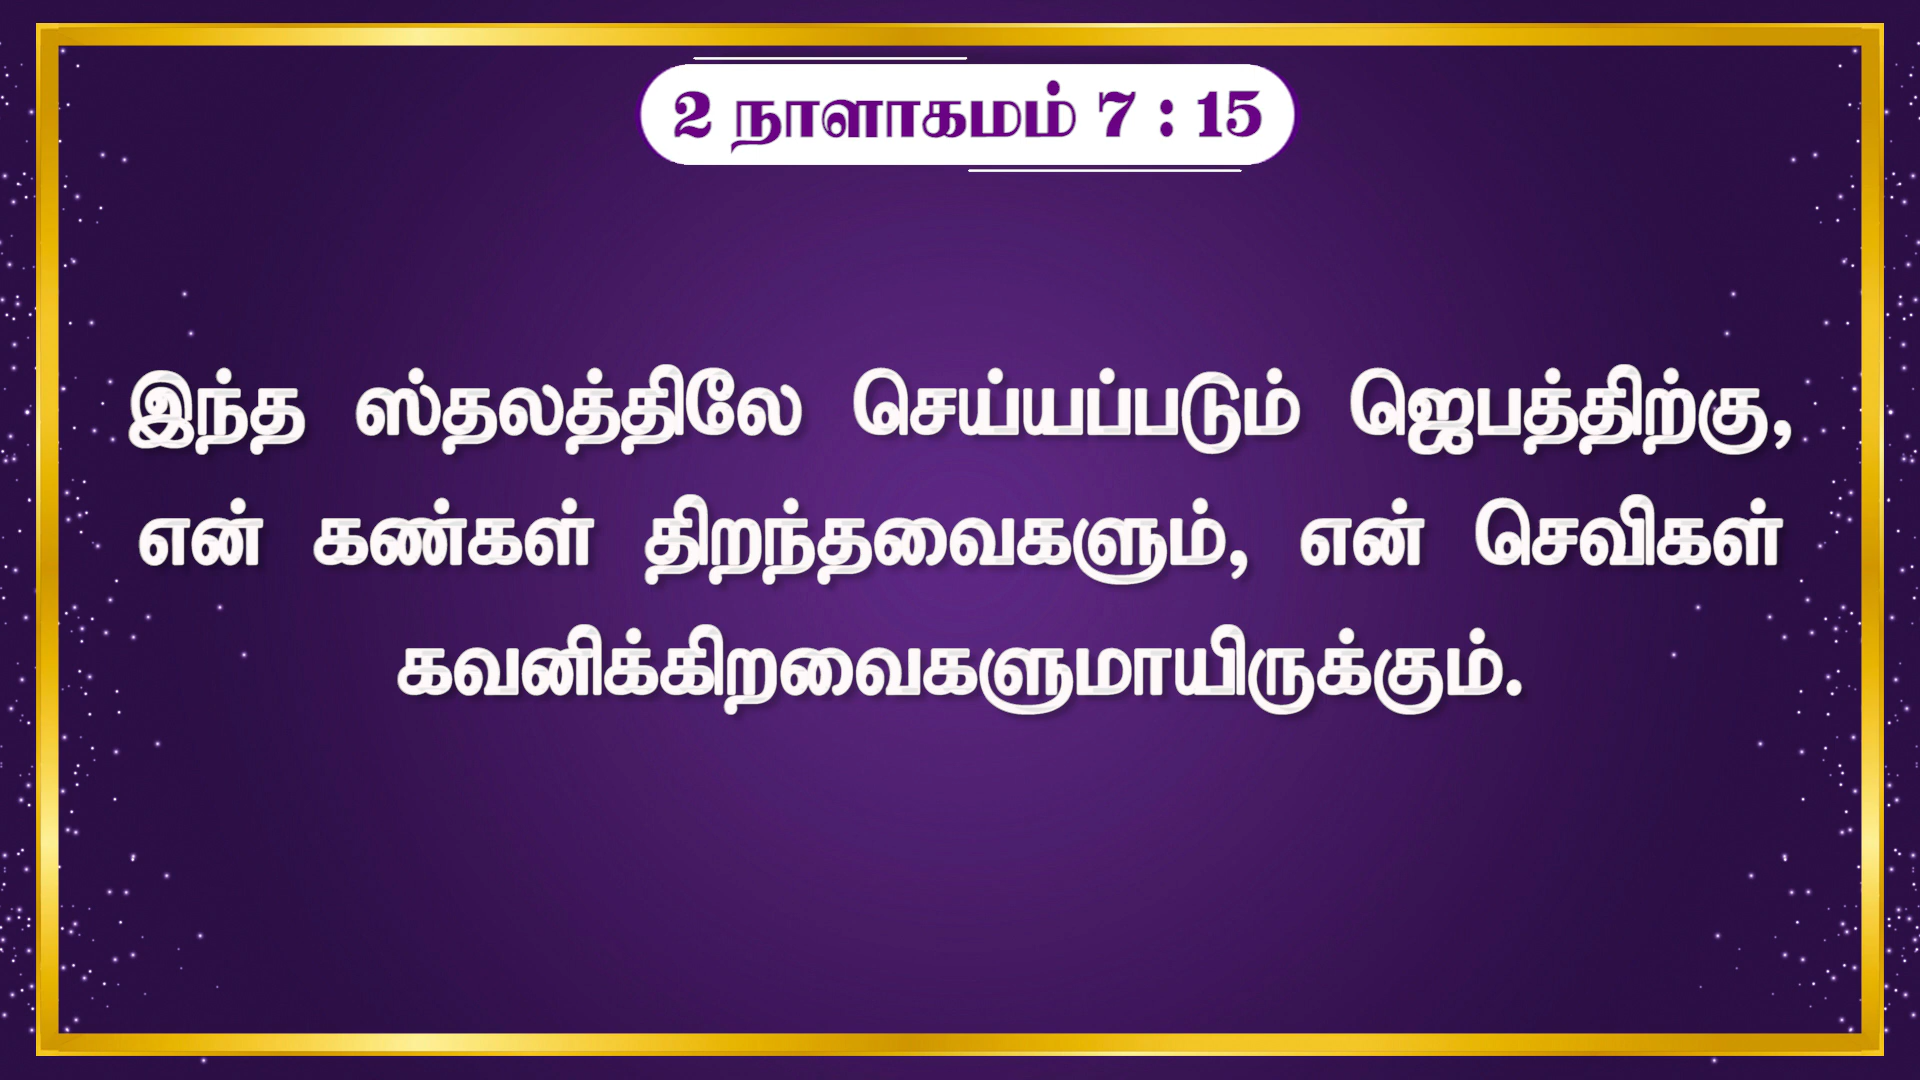 2 நாளாகமம் 7 : 15
இந்த ஸ்தலத்திலே செய்யப்படும் ஜெபத்திற்கு,
என் கண்கள் திறந்தவைகளும், என் செவிகள்
கவனிக்கிறவைகளுமாயிருக்கும்.